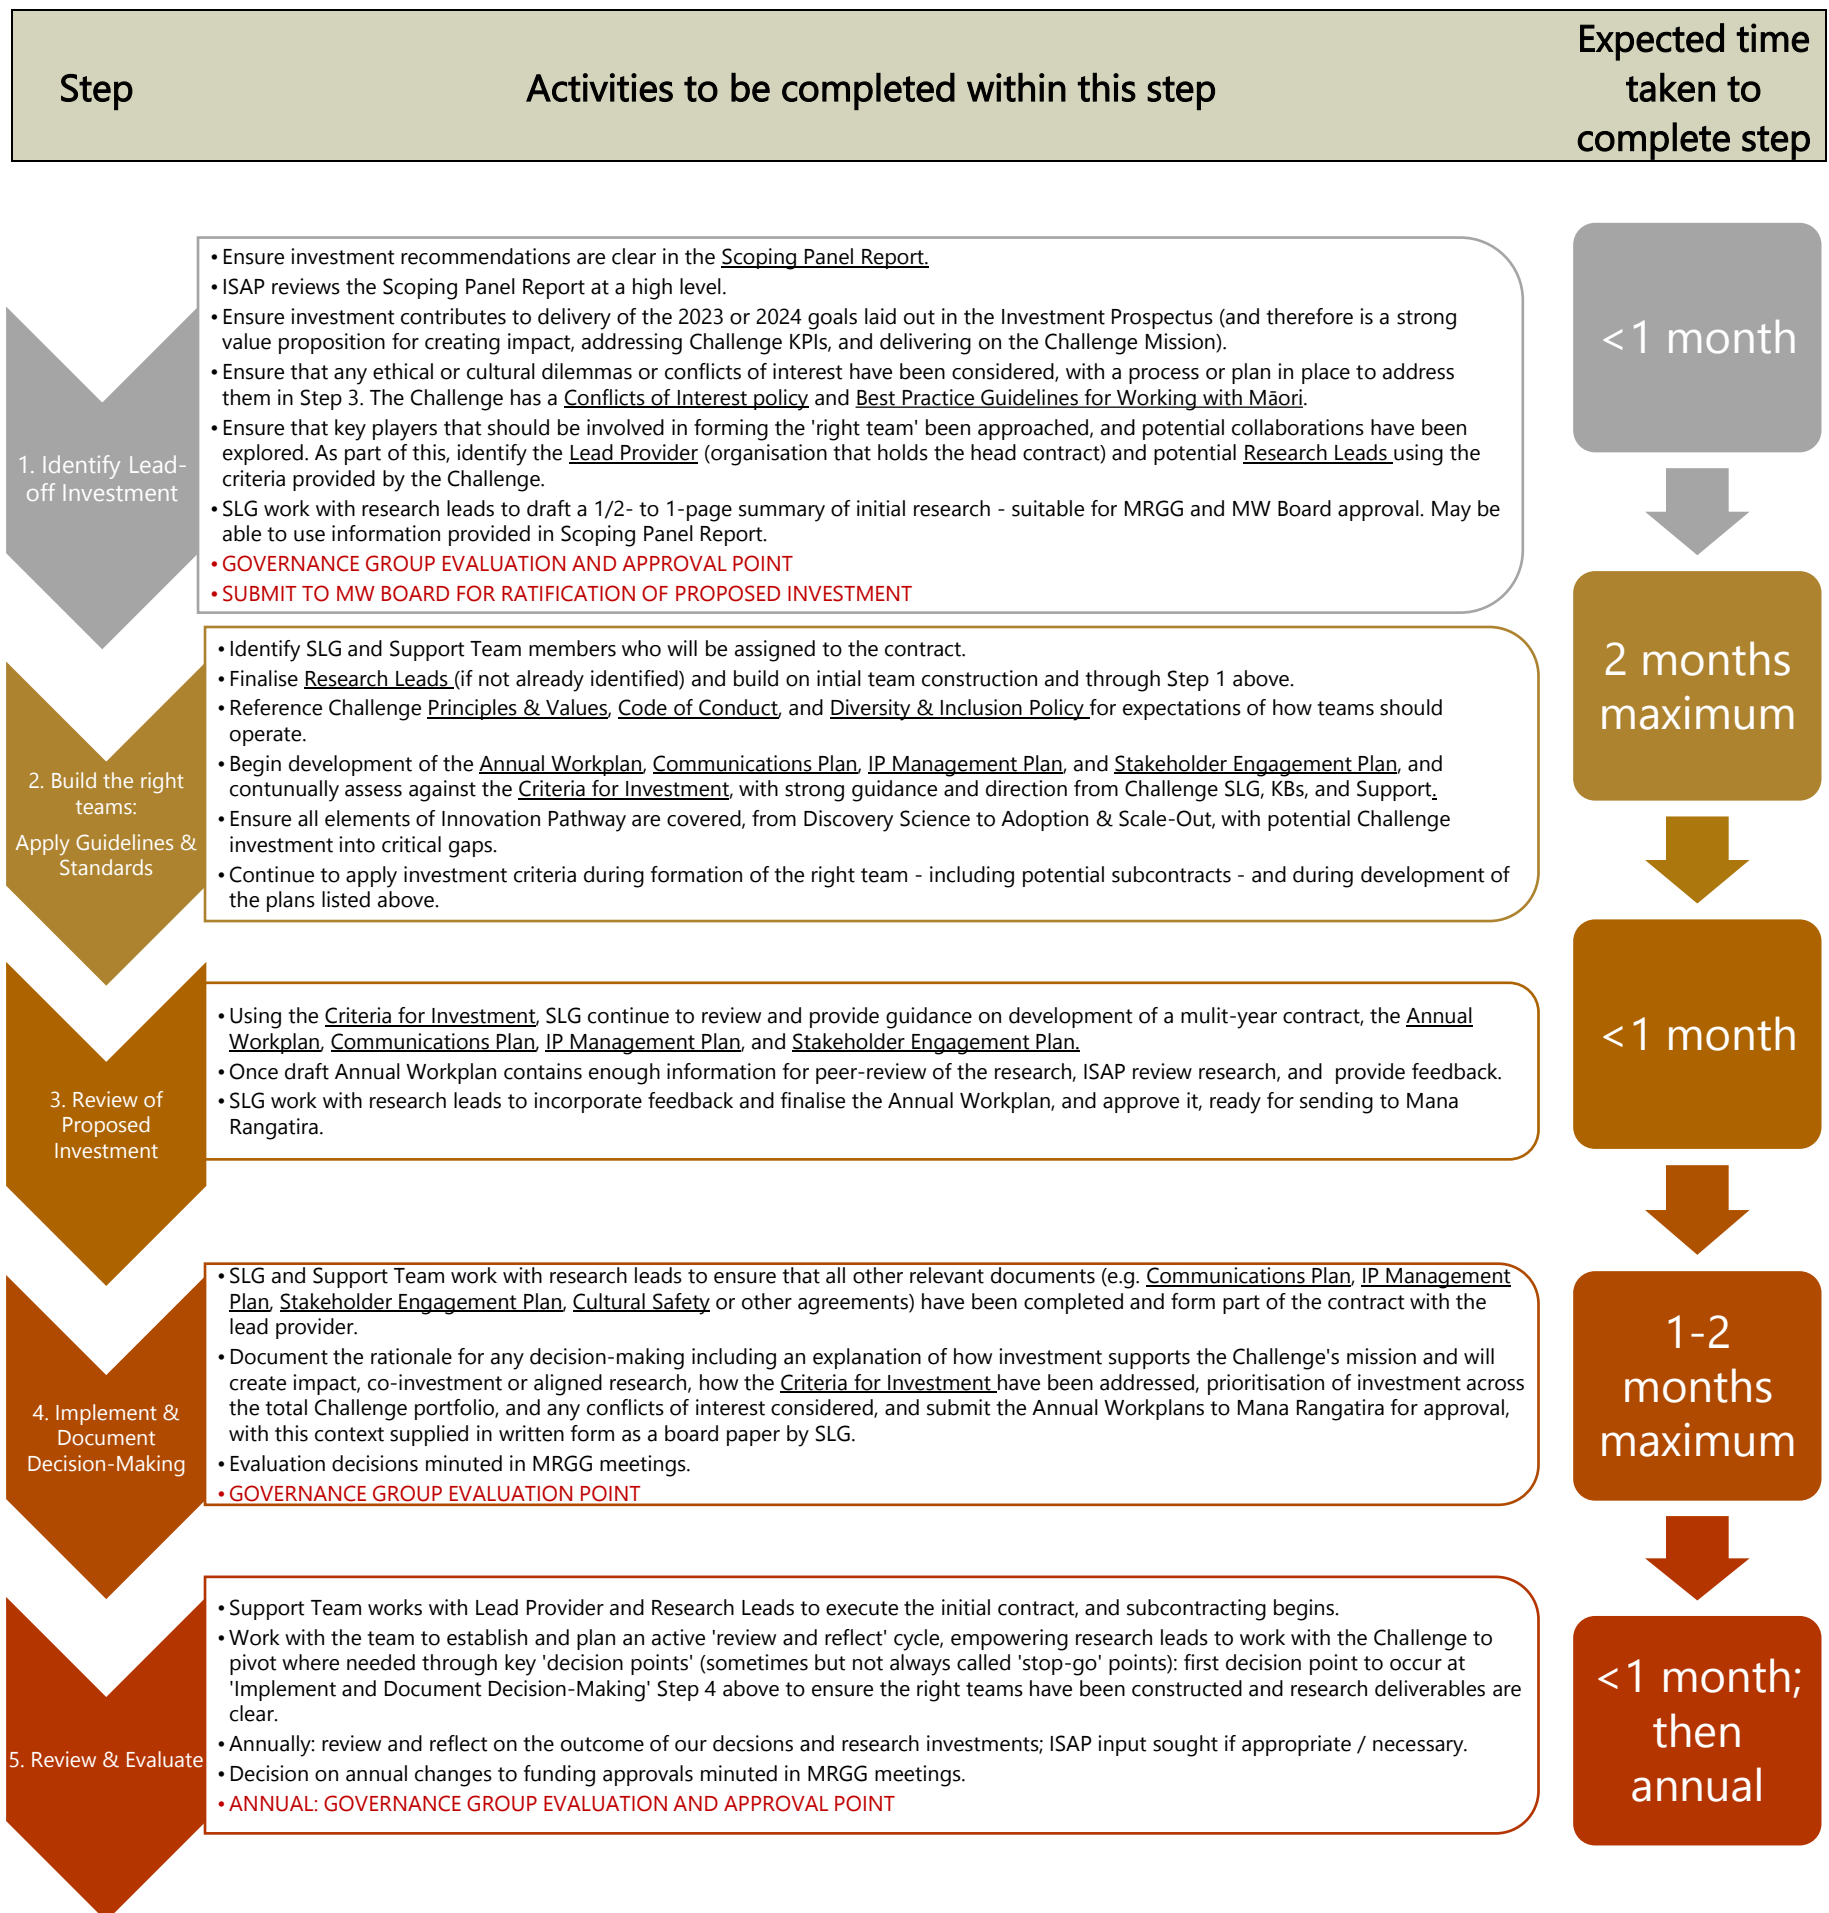 Step
Activities to be completed within this step
Expected time
taken to
complete step
1. Identify Lead-
off Investment
• Ensure investment recommendations are clear in the Scoping Panel Report.
• ISAP reviews the Scoping Panel Report at a high level.
• Ensure investment contributes to delivery of the 2023 or 2024 goals laid out in the Investment Prospectus (and therefore is a strong
value proposition for creating impact, addressing Challenge KPIs, and delivering on the Challenge Mission).
• Ensure that any ethical or cultural dilemmas or conflicts of interest have been considered, with a process or plan in place to address
them in Step 3. The Challenge has a Conflicts of Interest policy and Best Practice Guidelines for Working with Māori.
• Ensure that key players that should be involved in forming the 'right team' been approached, and potential collaborations have been
explored. As part of this, identify the Lead Provider (organisation that holds the head contract) and potential Research Leads using the
criteria provided by the Challenge.
• SLG work with research leads to draft a 1/2- to 1-page summary of initial research - suitable for MRGG and MW Board approval. May be
able to use information provided in Scoping Panel Report.
• GOVERNANCE GROUP EVALUATION AND APPROVAL POINT
• SUBMIT TO MW BOARD FOR RATIFICATION OF PROPOSED INVESTMENT
<1 month
2. Build the right
teams:
Apply Guidelines &
Standards
• Identify SLG and Support Team members who will be assigned to the contract.
• Finalise Research Leads (if not already identified) and build on intial team construction and through Step 1 above.
• Reference Challenge Principles & Values, Code of Conduct, and Diversity & Inclusion Policy for expectations of how teams should
operate.
• Begin development of the Annual Workplan, Communications Plan, IP Management Plan, and Stakeholder Engagement Plan, and
contunually assess against the Criteria for Investment, with strong guidance and direction from Challenge SLG, KBs, and Support.
• Ensure all elements of Innovation Pathway are covered, from Discovery Science to Adoption & Scale-Out, with potential Challenge
investment into critical gaps.
• Continue to apply investment criteria during formation of the right team - including potential subcontracts - and during development of
the plans listed above.
2 months
maximum
3. Review of
Proposed
Investment
• Using the Criteria for Investment, SLG continue to review and provide guidance on development of a mulit-year contract, the Annual
Workplan, Communications Plan, IP Management Plan, and Stakeholder Engagement Plan.
• Once draft Annual Workplan contains enough information for peer-review of the research, ISAP review research, and  provide feedback.
• SLG work with research leads to incorporate feedback and finalise the Annual Workplan, and approve it, ready for sending to Mana
Rangatira.
<1 month
4. Implement &
Document
Decision-Making
• SLG and Support Team work with research leads to ensure that all other relevant documents (e.g. Communications Plan, IP Management
Plan, Stakeholder Engagement Plan, Cultural Safety or other agreements) have been completed and form part of the contract with the
lead provider.
• Document the rationale for any decision-making including an explanation of how investment supports the Challenge's mission and will
create impact, co-investment or aligned research, how the Criteria for Investment have been addressed, prioritisation of investment across
the total Challenge portfolio, and any conflicts of interest considered, and submit the Annual Workplans to Mana Rangatira for approval,
with this context supplied in written form as a board paper by SLG.
• Evaluation decisions minuted in MRGG meetings.
• GOVERNANCE GROUP EVALUATION POINT
1-2
months
maximum
5. Review & Evaluate
• Support Team works with Lead Provider and Research Leads to execute the initial contract, and subcontracting begins.
• Work with the team to establish and plan an active 'review and reflect' cycle, empowering research leads to work with the Challenge to
pivot where needed through key 'decision points' (sometimes but not always called 'stop-go' points): first decision point to occur at
'Implement and Document Decision-Making' Step 4 above to ensure the right teams have been constructed and research deliverables are
clear.
• Annually: review and reflect on the outcome of our decsions and research investments; ISAP input sought if appropriate / necessary.
• Decision on annual changes to funding approvals minuted in MRGG meetings.
• ANNUAL: GOVERNANCE GROUP EVALUATION AND APPROVAL POINT
<1 month;
then
annual